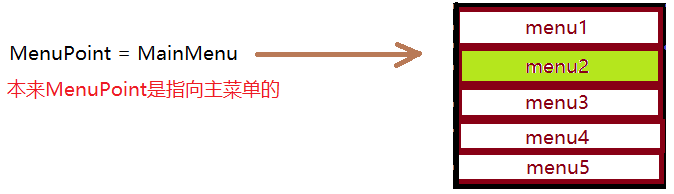 MenuPoint = MainMenu
本来MenuPoint是指向主菜单的
menu1
menu2
menu3
menu4
menu5